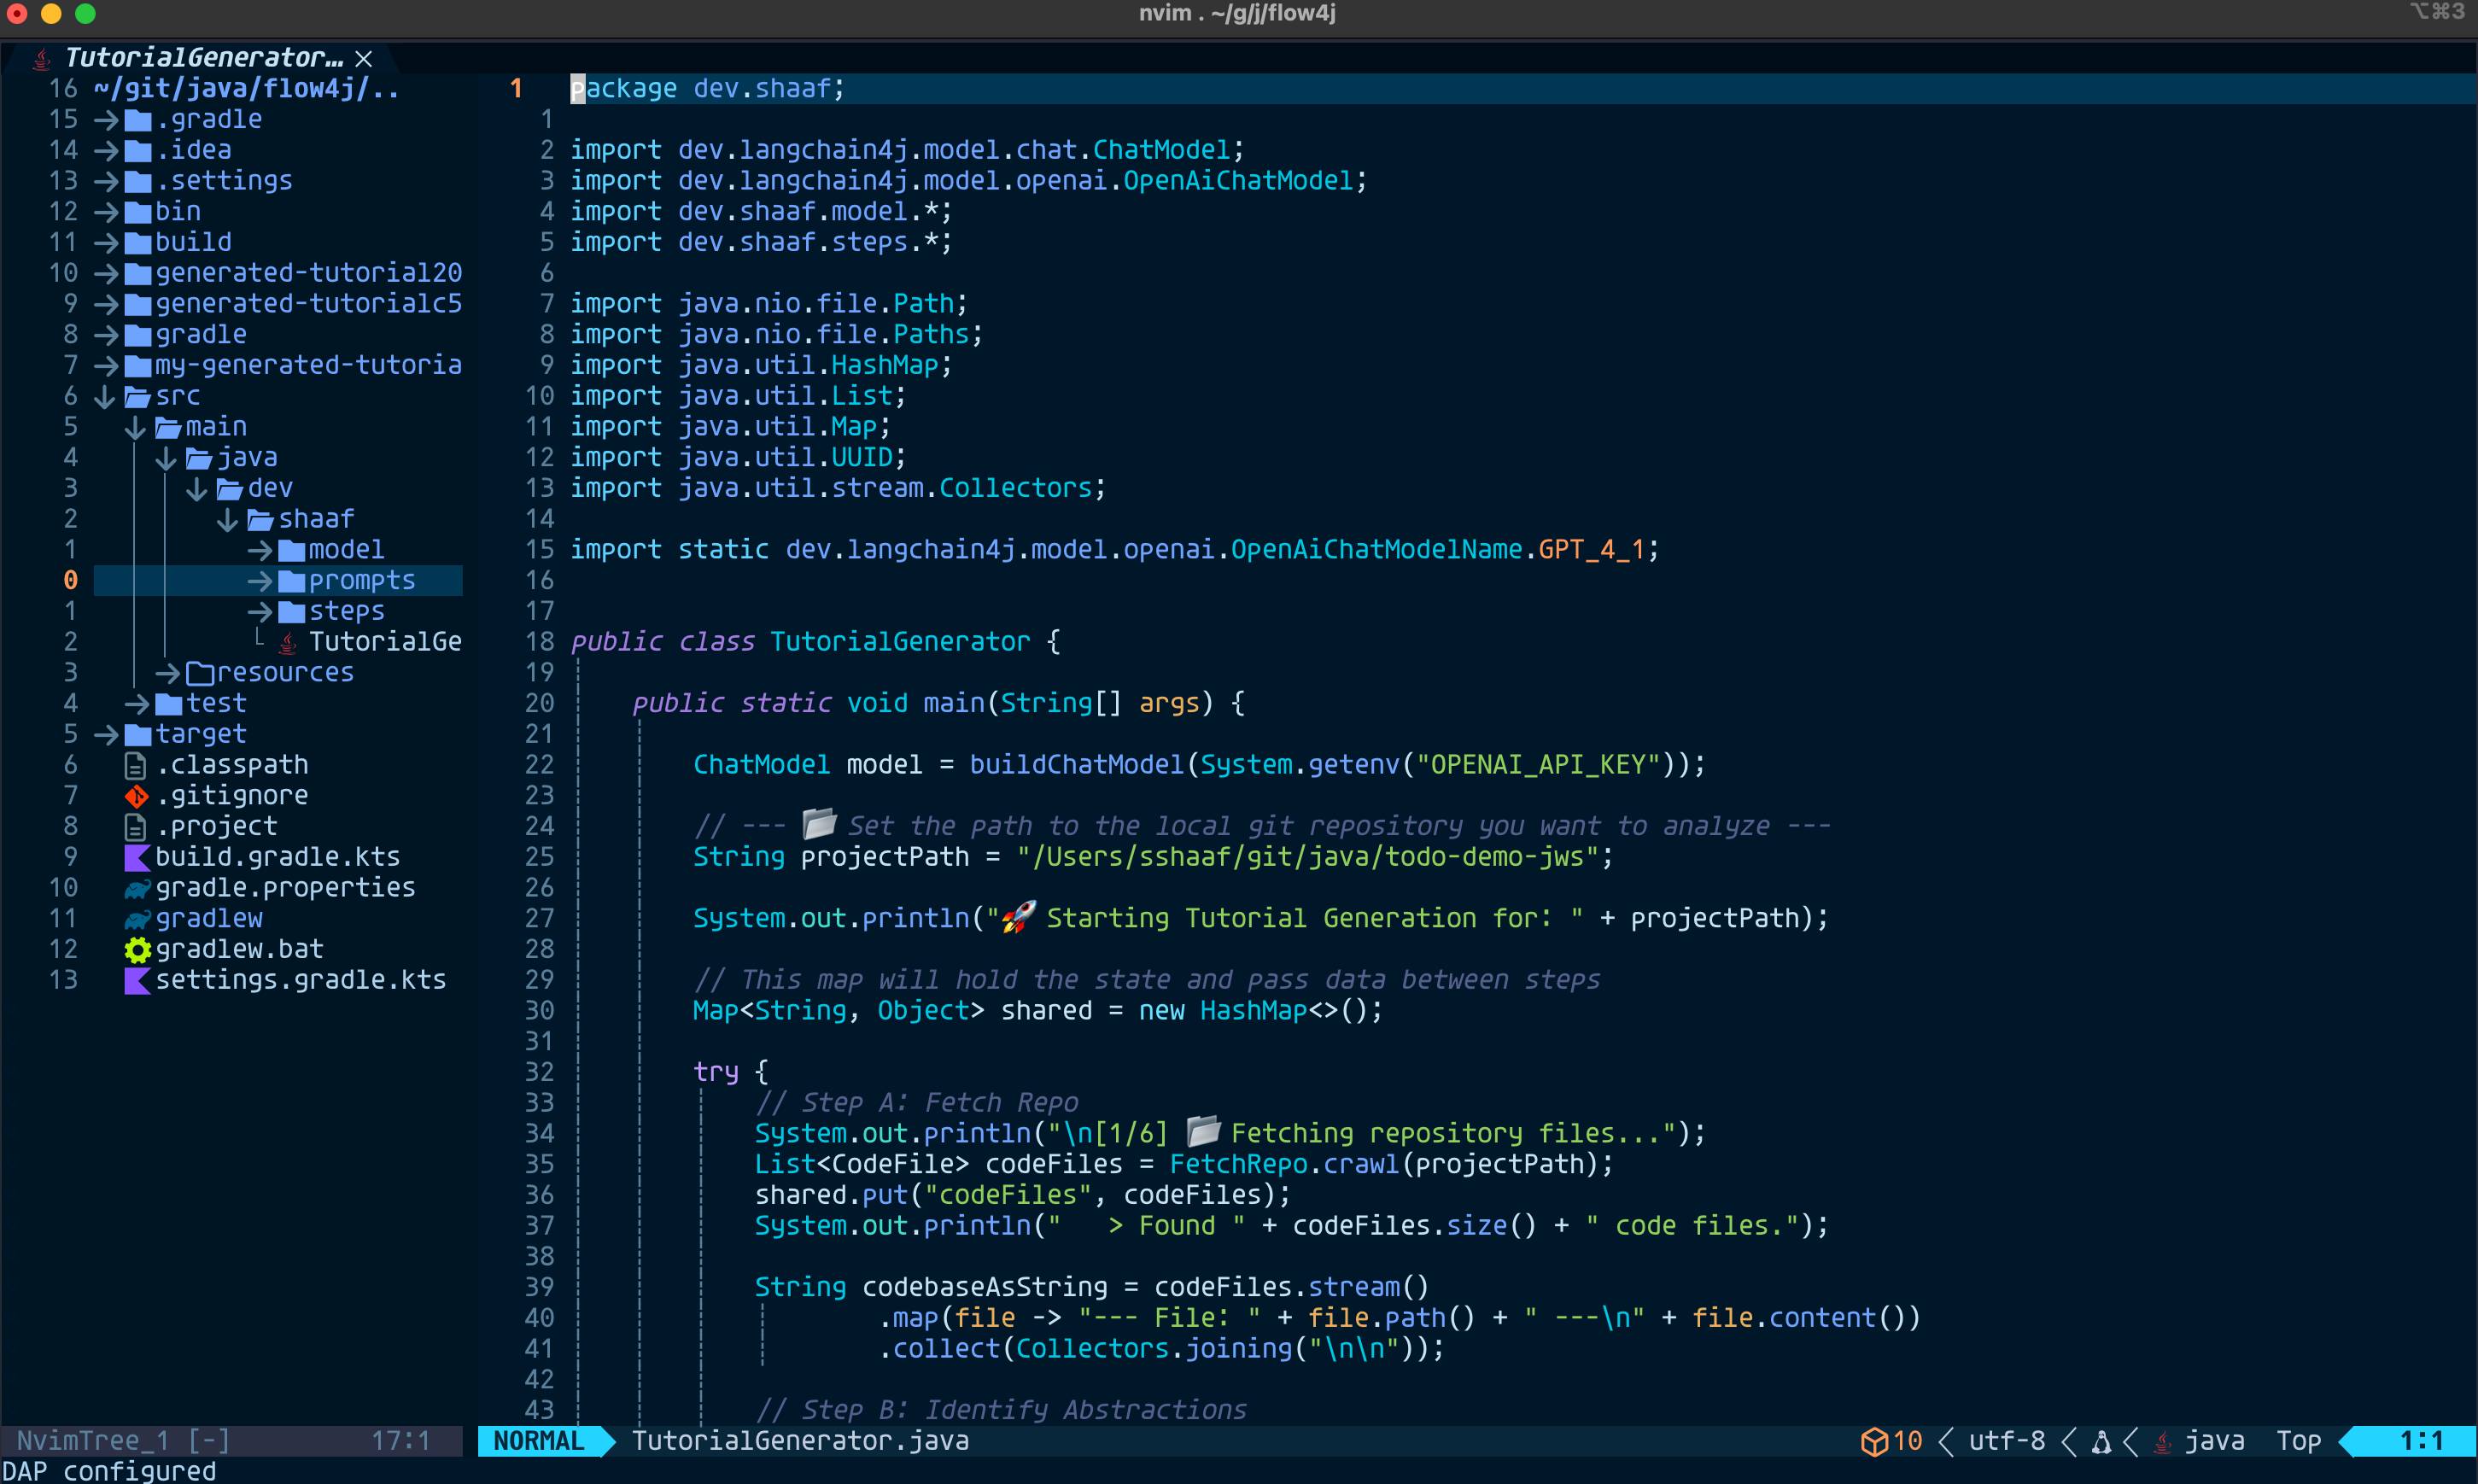 nvim . ~/g/j/flow4j
⌥⌘3
TutorialGenerator…
16 ~/git/java/flow4j/..
15 .gradle
14 .idea
13 .settings
12 bin
11 build
10 generated-tutorial20
9 generated-tutorialc5
8 gradle
7 my-generated-tutoria
6 src
5 main
4 java
3 dev
2 shaaf
1 model
0 prompts
1 steps
2 TutorialGe
3 resources
4 test
5 target
6 .classpath
7 .gitignore
8 .project
9 build.gradle.kts
10 gradle.properties
11 gradlew
12 gradlew.bat
13 settings.gradle.kts
NvimTree_1 [-] 17:1
1 package dev.shaaf;
1
2 import dev.langchain4j.model.chat.ChatModel;
3 import dev.langchain4j.model.openai.OpenAiChatModel;
4 import dev.shaaf.model.*;
5 import dev.shaaf.steps.*;
6
7 import java.nio.file.Path;
8 import java.nio.file.Paths;
9 import java.util.HashMap;
10 import java.util.List;
11 import java.util.Map;
12 import java.util.UUID;
13 import java.util.stream.Collectors;
14
15 import static dev.langchain4j.model.openai.OpenAiChatModelName.GPT_4_1;
16
17
18 public class TutorialGenerator {
19
20 public static void main(String[] args) {
21
22 ChatModel model = buildChatModel(System.getenv("OPENAI_API_KEY"));
23
24 // --- 📂 Set the path to the local git repository you want to analyze ---
25 String projectPath = "/Users/sshaaf/git/java/todo-demo-jws";
26
27 System.out.println("🚀 Starting Tutorial Generation for: " + projectPath);
28
29 // This map will hold the state and pass data between steps
30 Map<String, Object> shared = new HashMap<>();
31
32 try {
33 // Step A: Fetch Repo
34 System.out.println("\n[1/6] 📂 Fetching repository files...");
35 List<CodeFile> codeFiles = FetchRepo.crawl(projectPath);
36 shared.put("codeFiles", codeFiles);
37 System.out.println("   > Found " + codeFiles.size() + " code files.");
38
39 String codebaseAsString = codeFiles.stream()
40 .map(file -> "--- File: " + file.path() + " ---\n" + file.content())
41 .collect(Collectors.joining("\n\n"));
42
43 // Step B: Identify Abstractions
NORMAL TutorialGenerator.java 10 utf-8 java Top 1:1
DAP configured